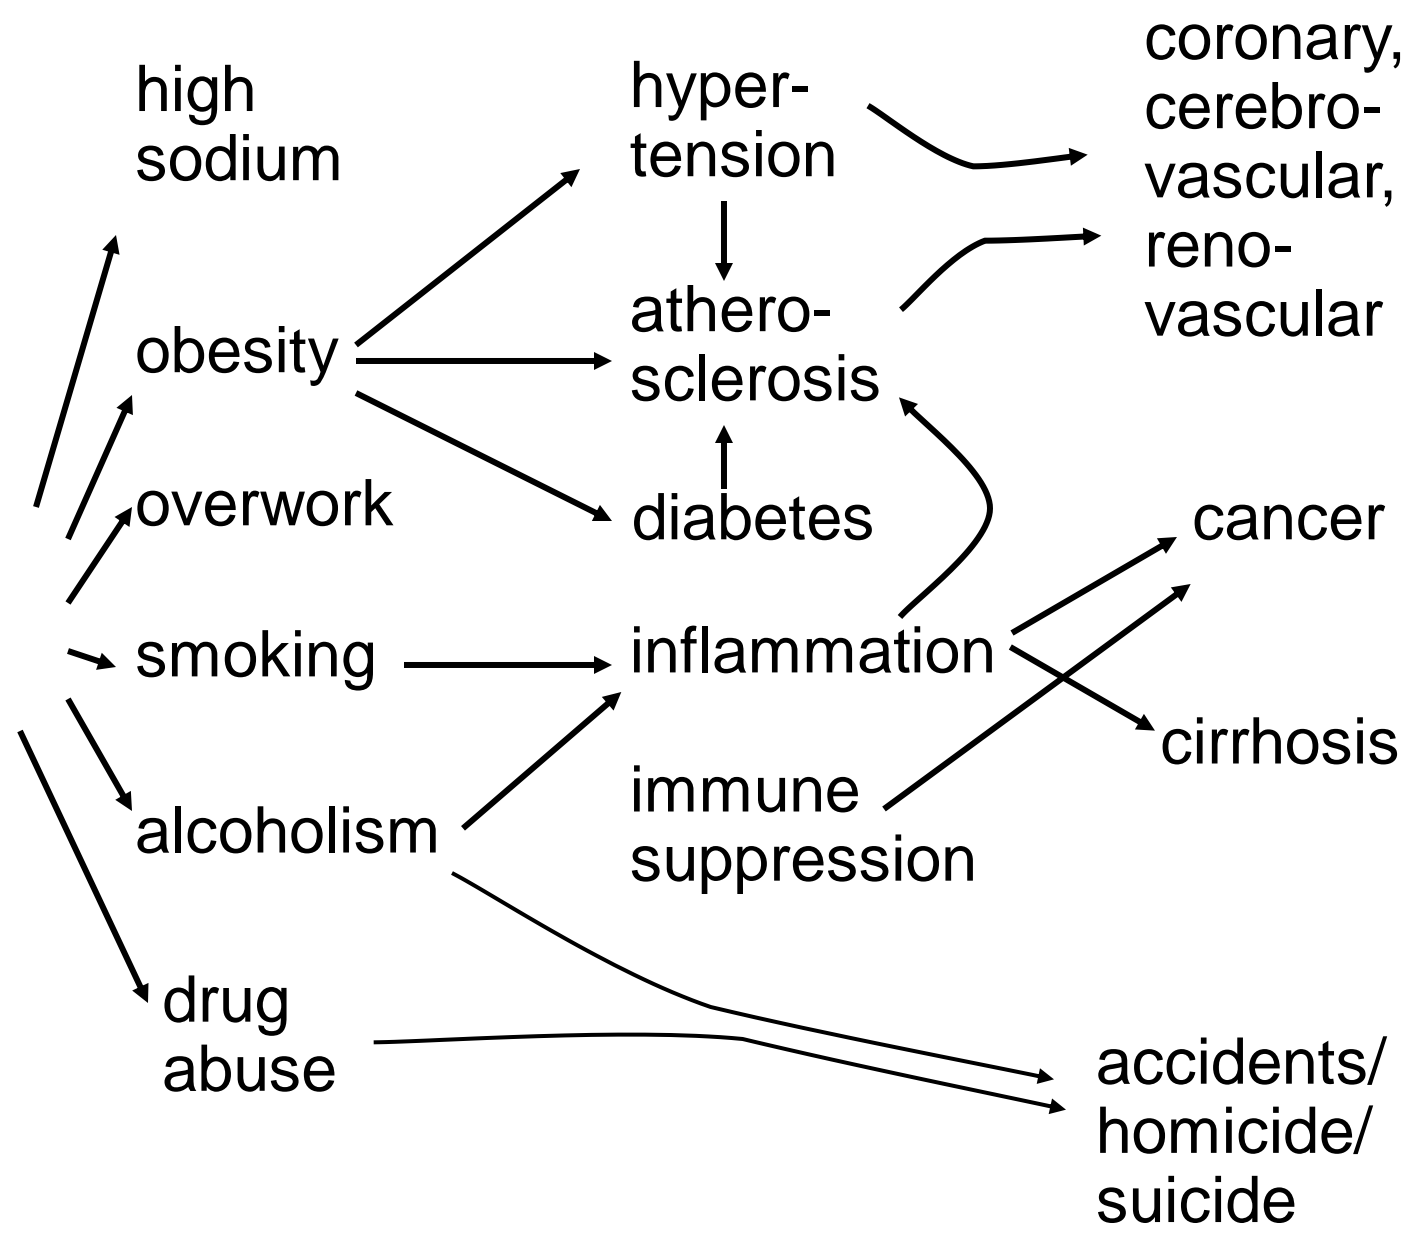 high
sodium
obesity
overwork
smoking
alcoholism
drug
abuse
hyper-
tension
athero-
sclerosis
diabetes
inflammation
immune
suppression
coronary,
cerebro-
vascular,
reno-
vascular
cancer
cirrhosis
accidents/
homicide/
suicide